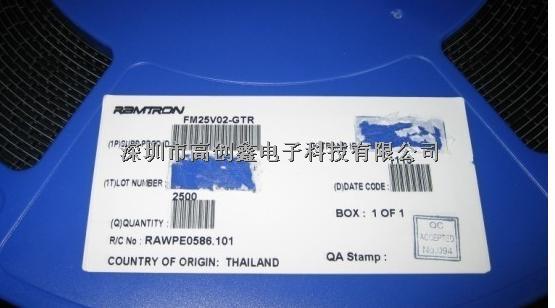 RAMTRON
FM25V02-GTR
深圳市高创鑫电子科技有限公司
(1T)LOT NUMBER :
(D)DATE CODE :
2500
(Q)QUANTITY :
BOX : 1 OF 1
R/C No : RAWPE0586.101
QC
ACCEPTED
No.094
COUNTRY OF ORIGIN: THAILAND
QA Stamp :